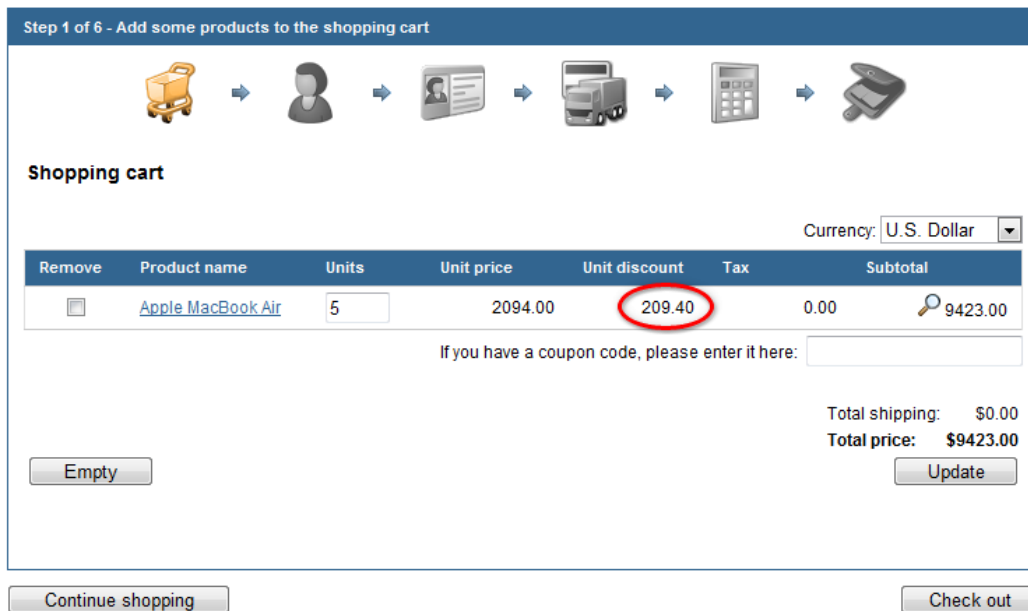 Step 1 of 6 - Add some products to the shopping cart
Shopping cart
Currency: U.S. Dollar
Remove Product name Units Unit price Unit discount Tax Subtotal
Apple MacBook Air 5 2094.00 209.40 0.00 9423.00
If you have a coupon code, please enter it here:
Total shipping: $0.00
Total price: $9423.00
Empty Update
Continue shopping Check out